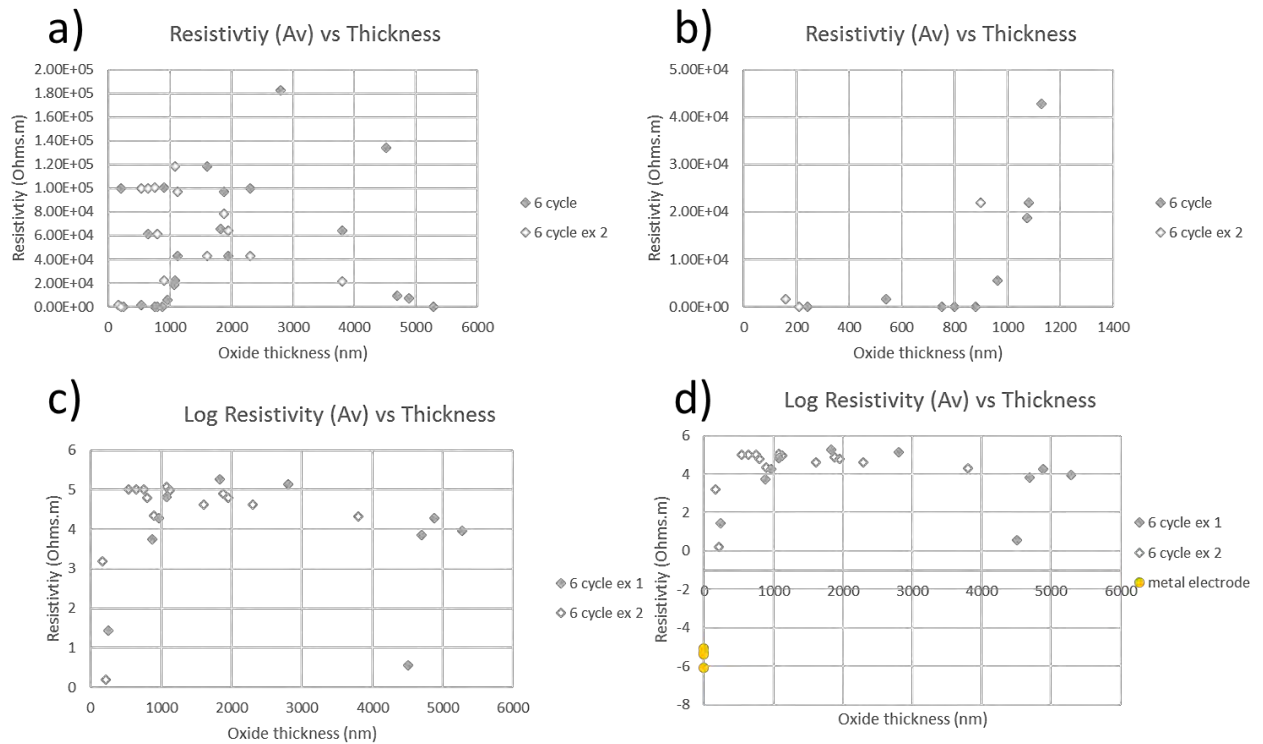 a)
Resistivtiy (Av) vs Thickness
2.00E+05
1.80E+05
1.60E+05
1.40E+05
1.20E+05
1.00E+05
8.00E+04
6.00E+04
4.00E+04
2.00E+04
0.00E+00
Resistivtiy (Ohms.m)
0 1000 2000 3000 4000 5000 6000
Oxide thickness (nm)
6 cycle
6 cycle ex 2
b)
Resistivtiy (Av) vs Thickness
5.00E+04
4.00E+04
3.00E+04
2.00E+04
1.00E+04
0.00E+00
Resistivtiy (Ohms.m)
0 200 400 600 800 1000 1200 1400
Oxide thickness (nm)
6 cycle
6 cycle ex 2
c)
Log Resistivity (Av) vs Thickness
6
5
4
3
2
1
0
Resistivtiy (Ohms.m)
0 1000 2000 3000 4000 5000 6000
Oxide thickness (nm)
6 cycle ex 1
6 cycle ex 2
d)
Log Resistivity (Av) vs Thickness
6
4
2
0
-2
-4
-6
-8
Resistivtiy (Ohms.m)
0 1000 2000 3000 4000 5000 6000
Oxide thickness (nm)
6 cycle ex 1
6 cycle ex 2
metal electrode